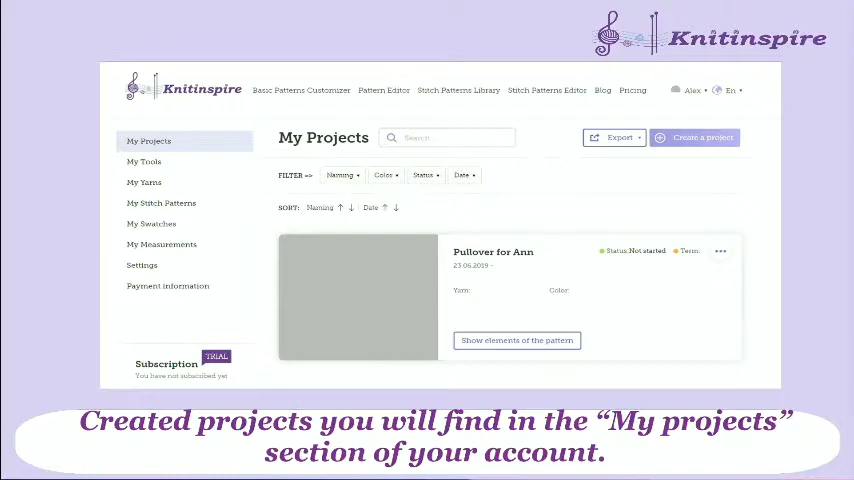 Knitinspire
Knitinspire
Basic Patterns Customizer Pattern Editor Stitch Patterns Library Stitch Patterns Editor Blog Pricing Alex En
My Projects
My Tools
My Yarns
My Stitch Patterns
My Swatches
My Measurements
Settings
Payment information
Subscription TRIAL
You have not subscribed yet
My Projects Search Export Create a project
FILTER => Naming Color Status Date
SORT: Naming ↑ ↓ Date ↑ ↓
Pullover for Ann Status: Not started Term:
23.06.2019 -
Yarn: Color:
Show elements of the pattern
Created projects you will find in the “My projects”
section of your account.